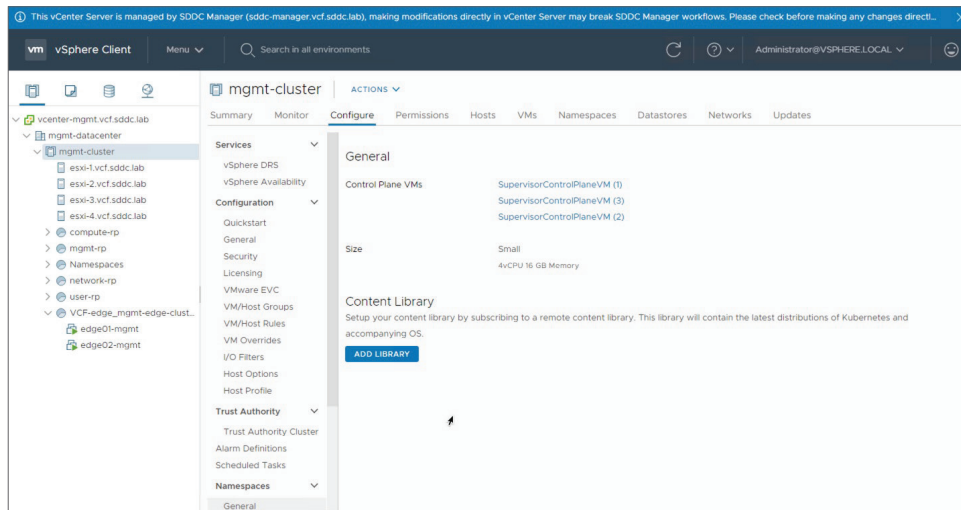 This vCenter Server is managed by SDDC Manager (sddc-manager.vcf.sddc.lab), making modifications directly in vCenter Server may break SDDC Manager workflows. Please check before making any changes directl...
vm vSphere Client Menu Search in all environments Administrator@VSPHERE.LOCAL
vcenter-mgmt.vcf.sddc.lab
mgmt-datacenter
mgmt-cluster
esxi-1.vcf.sddc.lab
esxi-2.vcf.sddc.lab
esxi-3.vcf.sddc.lab
esxi-4.vcf.sddc.lab
compute-rp
mgmt-rp
Namespaces
network-rp
user-rp
VCF-edge_mgmt-edge-clust...
edge01-mgmt
edge02-mgmt
mgmt-cluster ACTIONS
Summary Monitor Configure Permissions Hosts VMs Namespaces Datastores Networks Updates
Services
vSphere DRS
vSphere Availability
Configuration
Quickstart
General
Security
Licensing
VMware EVC
VM/Host Groups
VM/Host Rules
VM Overrides
I/O Filters
Host Options
Host Profile
Trust Authority
Trust Authority Cluster
Alarm Definitions
Scheduled Tasks
Namespaces
General
General
Control Plane VMs SupervisorControlPlaneVM (1)
SupervisorControlPlaneVM (3)
SupervisorControlPlaneVM (2)
Size Small
4vCPU 16 GB Memory
Content Library
Setup your content library by subscribing to a remote content library. This library will contain the latest distributions of Kubernetes and
accompanying OS.
ADD LIBRARY